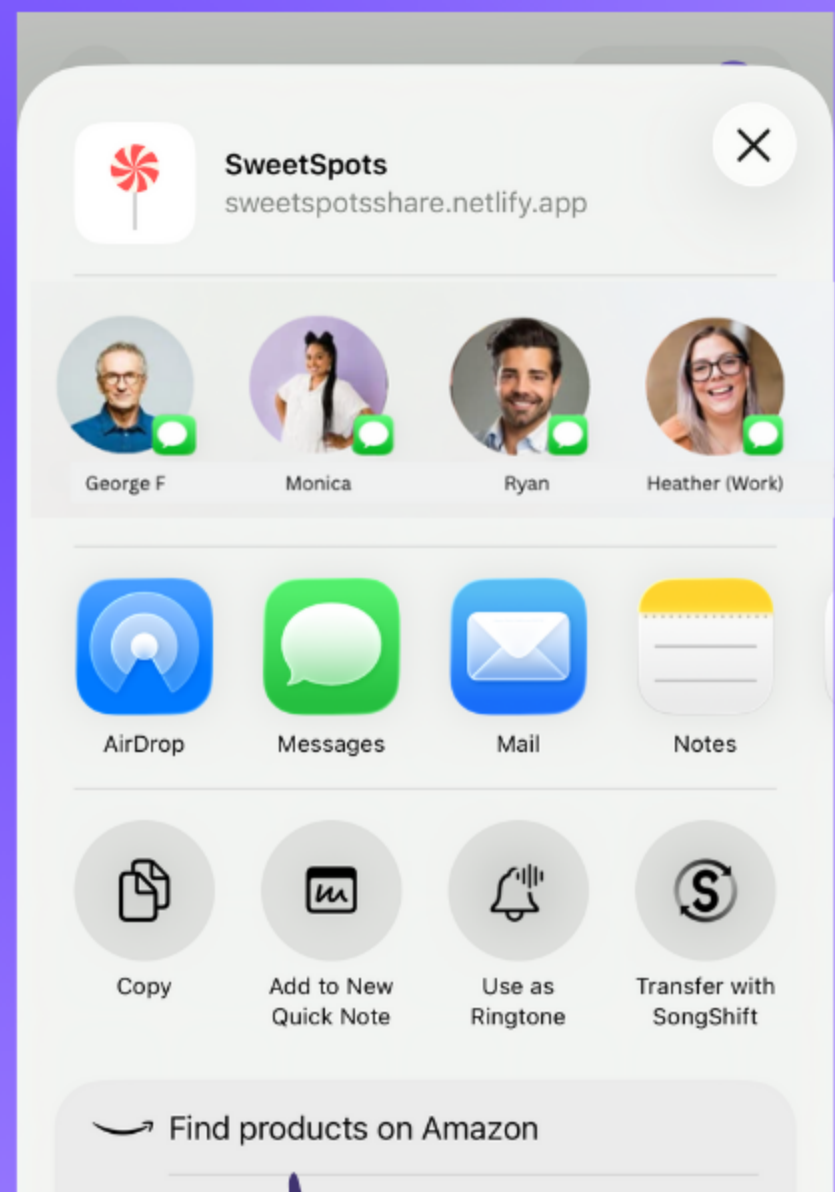 SweetSpots
sweetspotsshare.netlify.app
George F
Monica
Ryan
Heather (Work)
AirDrop
Messages
Mail
Notes
Copy
Add to New
Quick Note
Use as
Ringtone
Transfer with
SongShift
Find products on Amazon